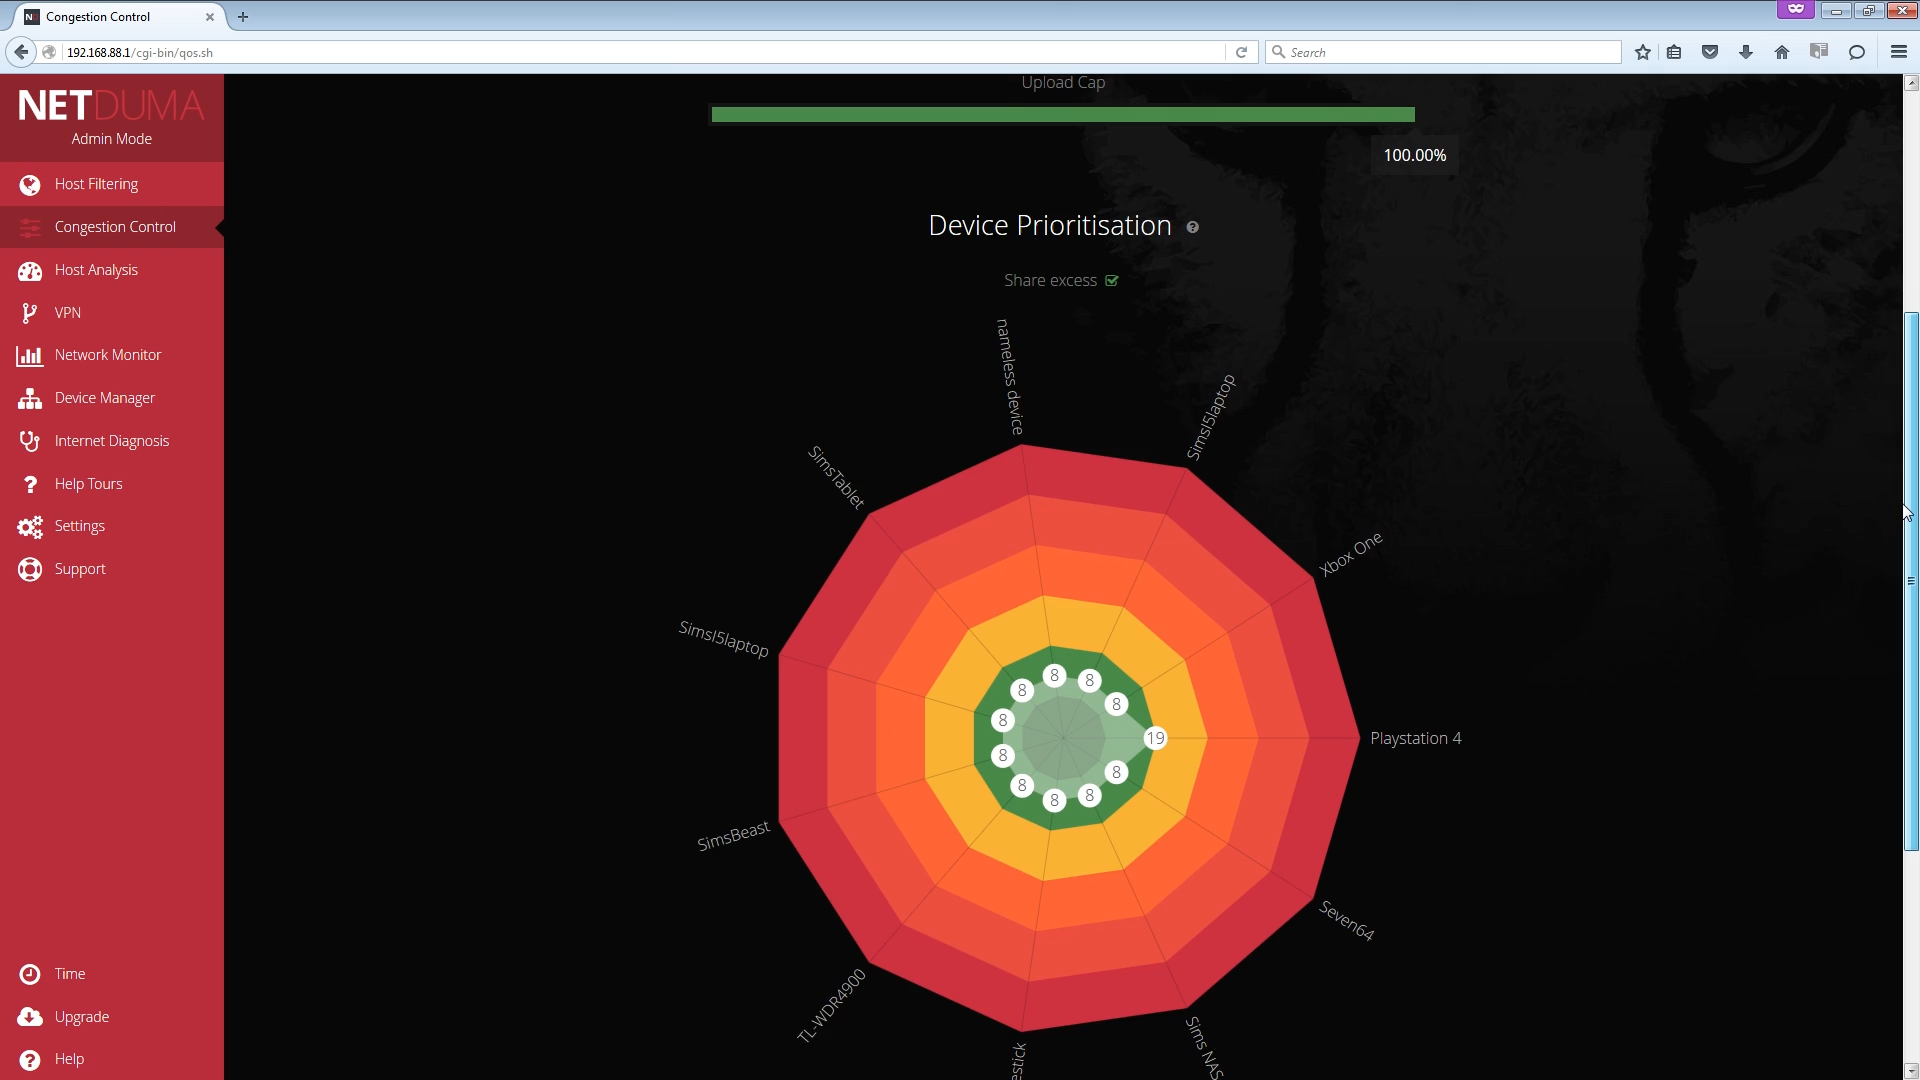 Congestion Control
192.168.88.1/cgi-bin/qos.sh
Search
NETDUMA
Admin Mode
Host Filtering
Congestion Control
Host Analysis
VPN
Network Monitor
Device Manager
Internet Diagnosis
Help Tours
Settings
Support
Time
Upgrade
Help
Upload Cap
100.00%
Device Prioritisation
Share excess
nameless device
SimsI5laptop
Xbox One
Playstation 4
Seven64
Sims NAS
estick
TL-WDR4900
SimsBeast
SimsI5laptop
SimsTablet
8
8
8
8
8
19
8
8
8
8
8